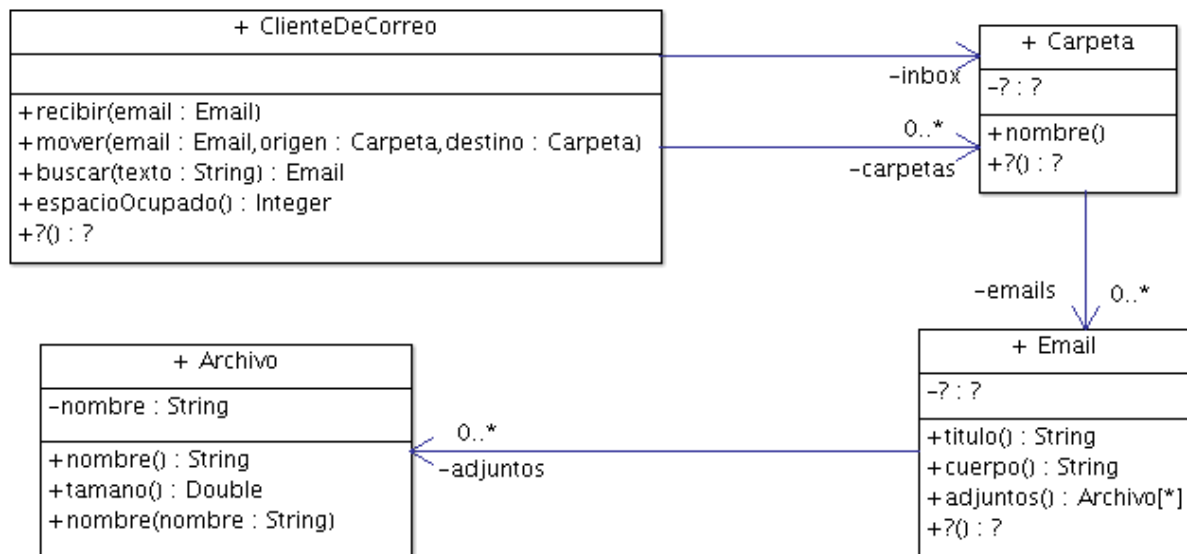 + ClienteDeCorreo
+recibir(email : Email)
+mover(email : Email,origen : Carpeta,destino : Carpeta)
+buscar(texto : String) : Email
+espacioOcupado() : Integer
+?() : ?
-inbox
0..*
-carpetas
+ Carpeta
-? : ?
+nombre()
+?() : ?
-emails
0..*
+ Archivo
-nombre : String
+nombre() : String
+tamano() : Double
+nombre(nombre : String)
0..*
-adjuntos
+ Email
-? : ?
+titulo() : String
+cuerpo() : String
+adjuntos() : Archivo[*]
+?() : ?